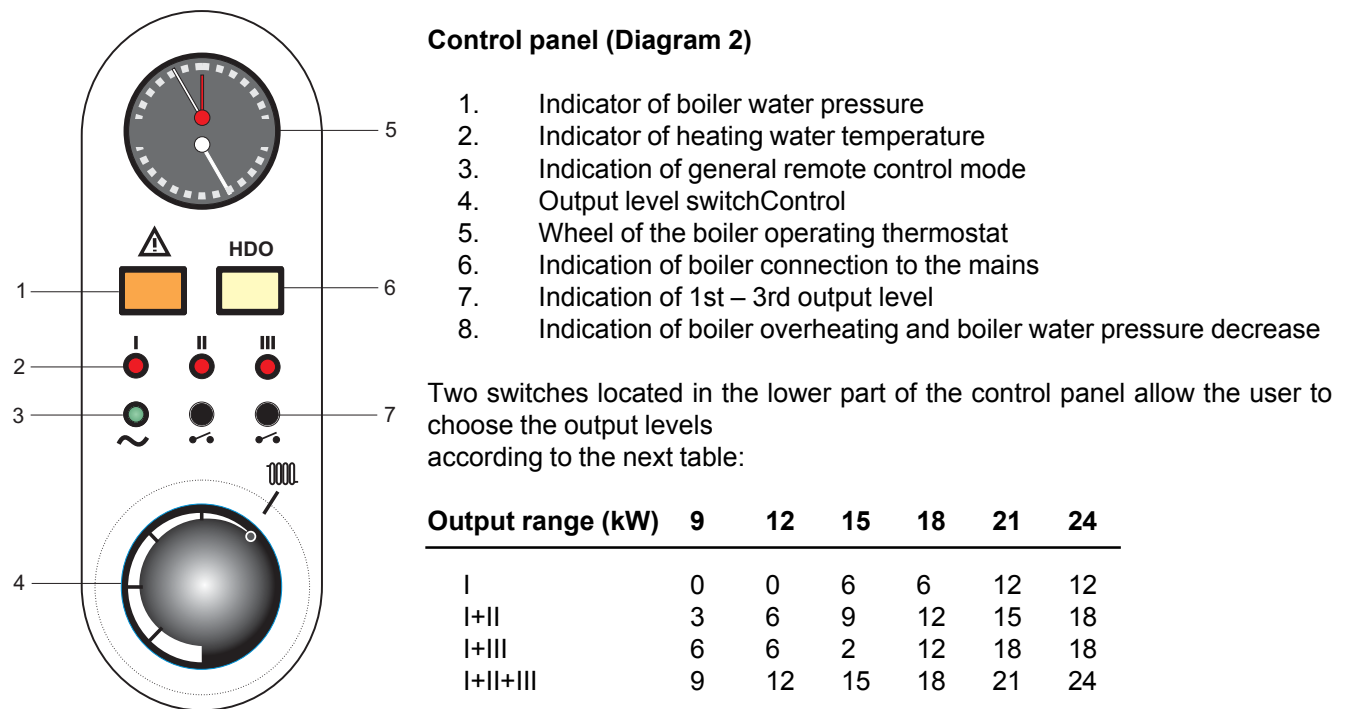 5
HDO
1
6
I II III
2
3
7
4
Control panel (Diagram 2)
1. Indicator of boiler water pressure
2. Indicator of heating water temperature
3. Indication of general remote control mode
4. Output level switchControl
5. Wheel of the boiler operating thermostat
6. Indication of boiler connection to the mains
7. Indication of 1st – 3rd output level
8. Indication of boiler overheating and boiler water pressure decrease
Two switches located in the lower part of the control panel allow the user to
choose the output levels
according to the next table:
Output range (kW) 9 12 15 18 21 24
I 0 0 6 6 12 12
I+II 3 6 9 12 15 18
I+III 6 6 2 12 18 18
I+II+III 9 12 15 18 21 24